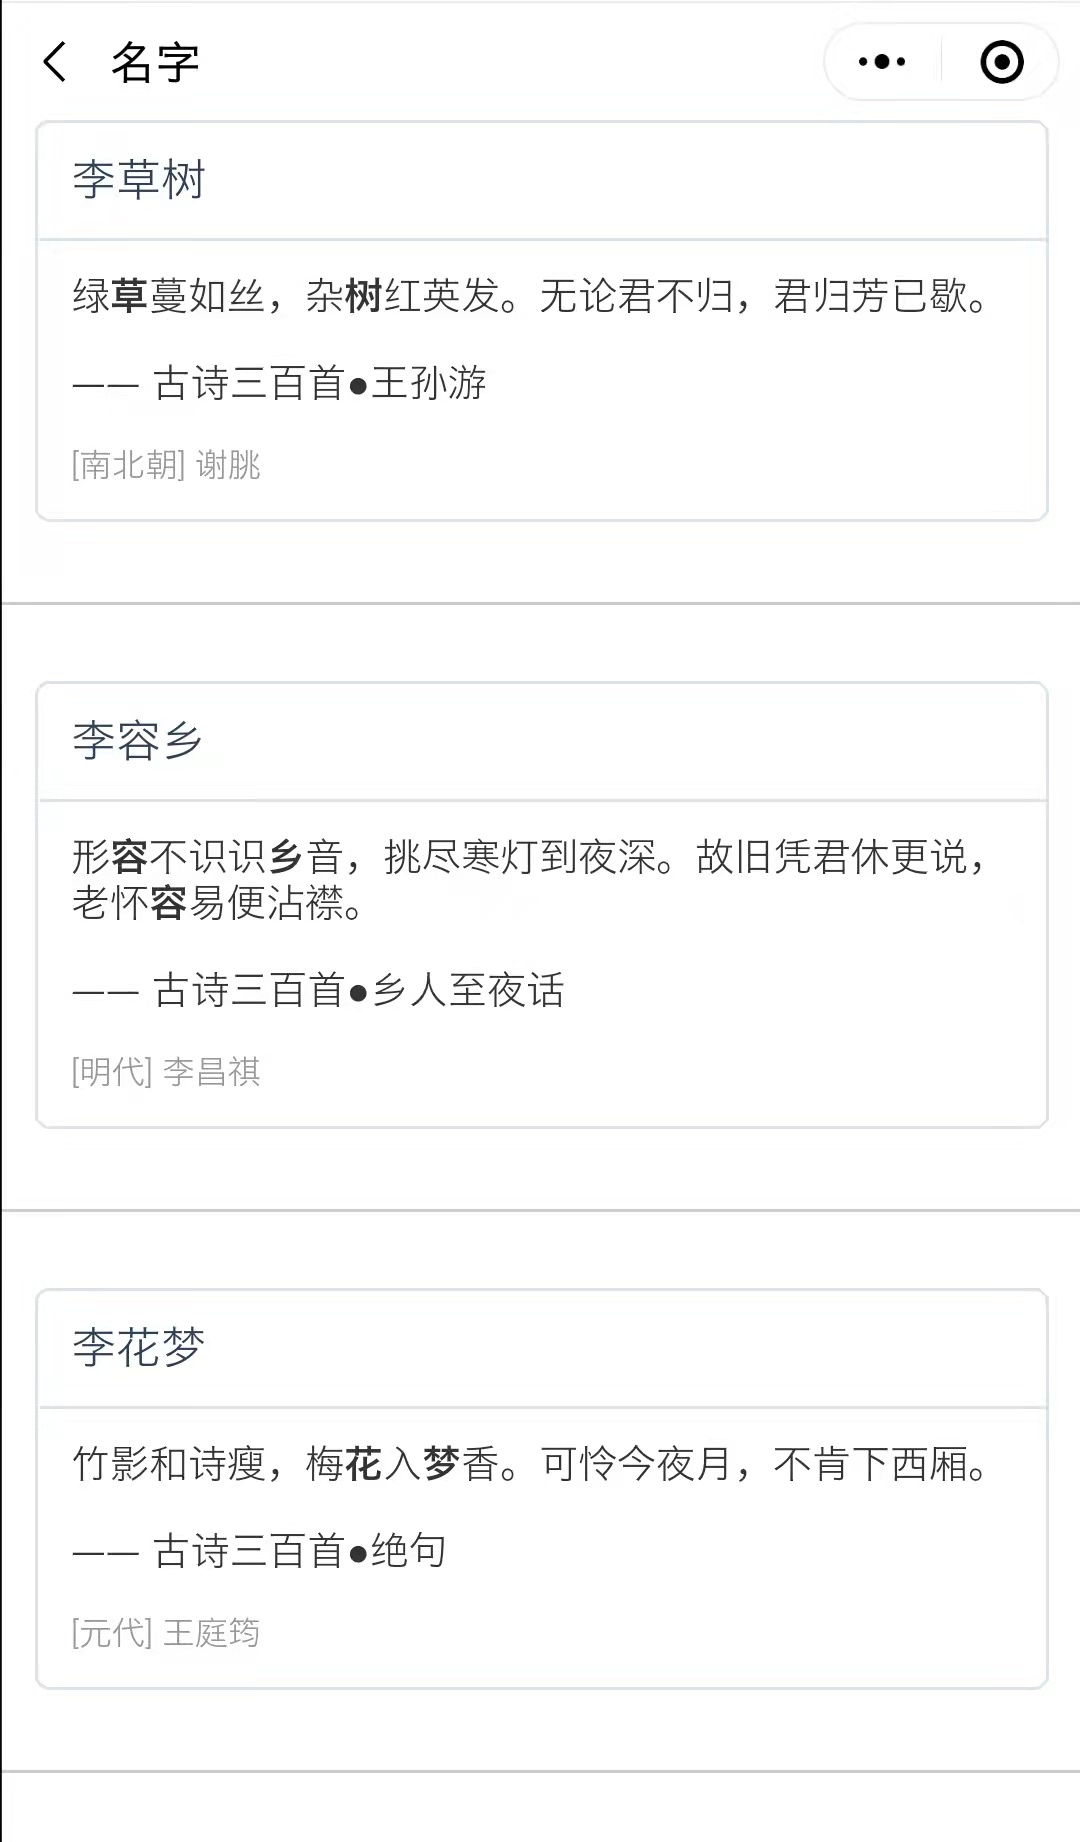 名字
李草树
绿草蔓如丝，杂树红英发。无论君不归，君归芳已歇。
—— 古诗三百首●王孙游
[南北朝] 谢朓
李容乡
形容不识识乡音，挑尽寒灯到夜深。故旧凭君休更说，
老怀容易便沾襟。
—— 古诗三百首●乡人至夜话
[明代] 李昌祺
李花梦
竹影和诗瘦，梅花入梦香。可怜今夜月，不肯下西厢。
—— 古诗三百首●绝句
[元代] 王庭筠